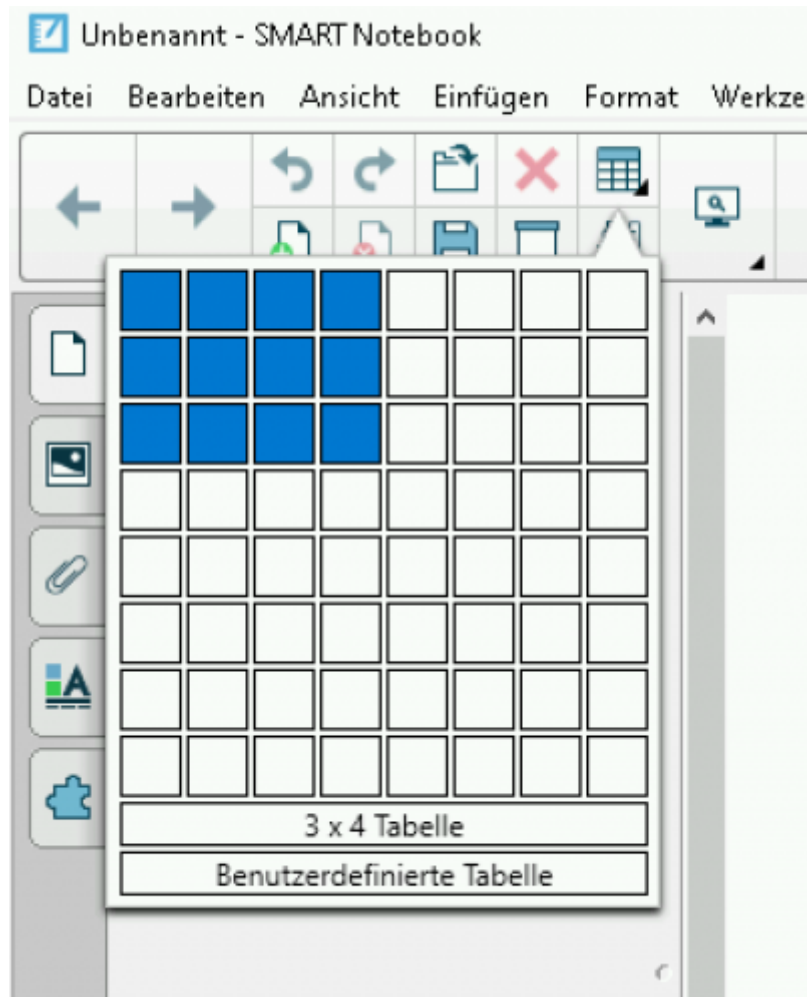 Unbenannt - SMART Notebook
Datei Bearbeiten Ansicht Einfügen Format Werkze
3 x 4 Tabelle
Benutzerdefinierte Tabelle